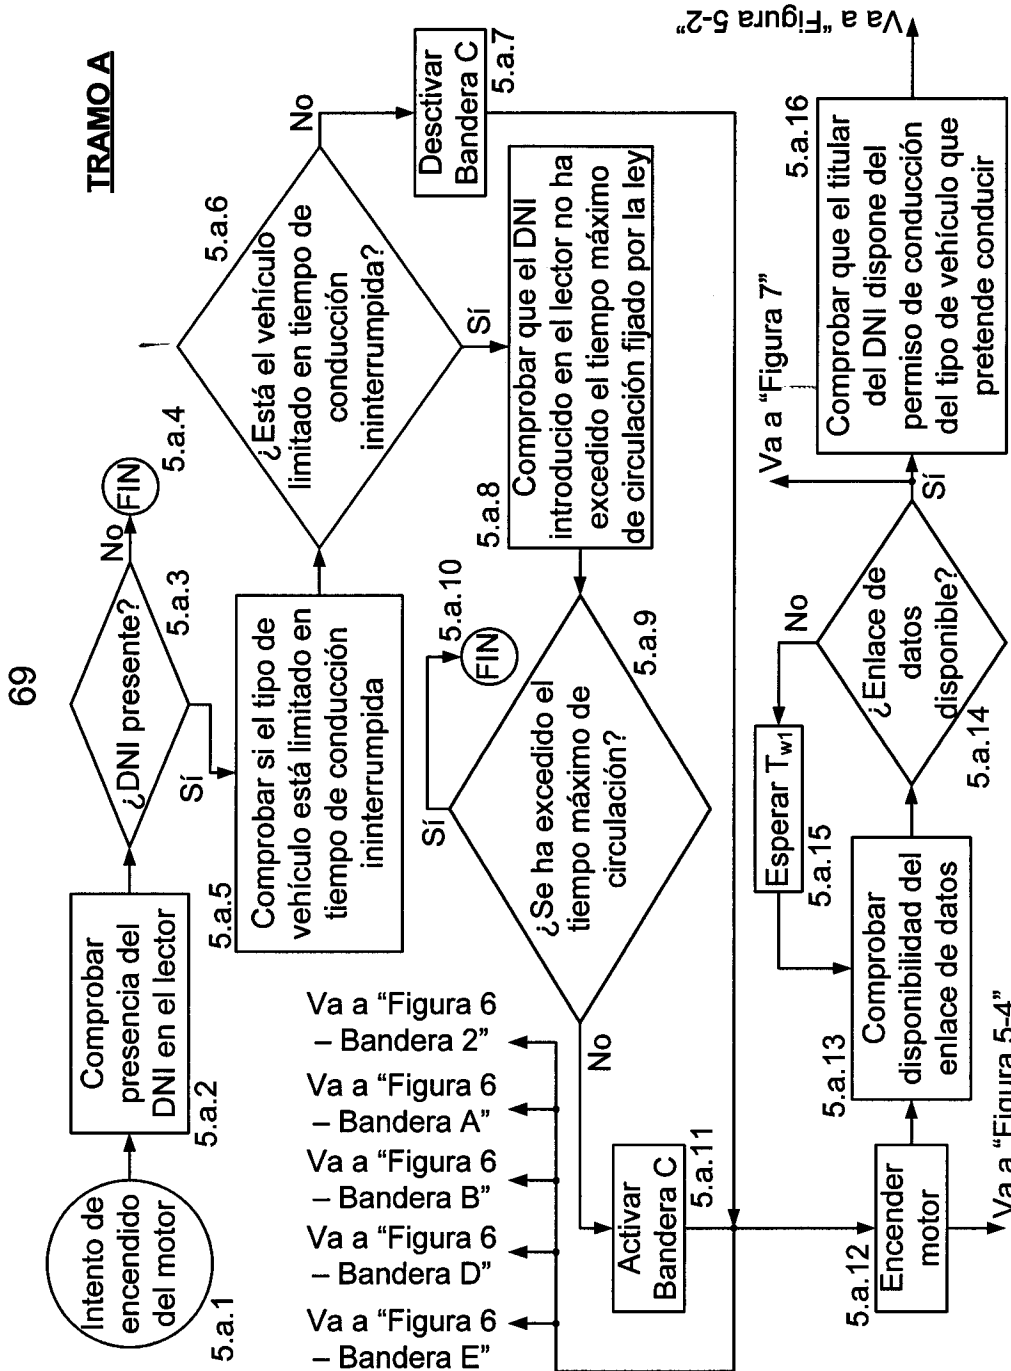 69
TRAMO A
Intento de
encendido
del motor
5.a.1
Comprobar
presencia del
DNI en el lector
5.a.2
¿DNI presente?
5.a.3
No
FIN
5.a.4
Sí
Comprobar si el tipo de
vehículo está limitado en
tiempo de conducción
ininterrumpida
5.a.5
¿Está el vehículo
limitado en tiempo de
conducción
ininterrumpida?
5.a.6
No
Desctivar
Bandera C
5.a.7
Sí
Comprobar que el DNI
introducido en el lector no ha
excedido el tiempo máximo
de circulación fijado por la ley
5.a.8
¿Se ha excedido el
tiempo máximo de
circulación?
5.a.9
Sí
FIN
5.a.10
No
Activar
Bandera C
5.a.11
Va a “Figura 6
– Bandera 2”
Va a “Figura 6
– Bandera A”
Va a “Figura 6
– Bandera B”
Va a “Figura 6
– Bandera D”
Va a “Figura 6
– Bandera E”
Encender
motor
5.a.12
Va a “Figura 5-4”
Comprobar
disponibilidad del
enlace de datos
5.a.13
¿Enlace de
datos
disponible?
5.a.14
No
Esperar Tw1
5.a.15
Sí
Va a “Figura 7”
Comprobar que el titular
del DNI dispone del
permiso de conducción
del tipo de vehículo que
pretende conducir
5.a.16
Va a “Figura 5-2”